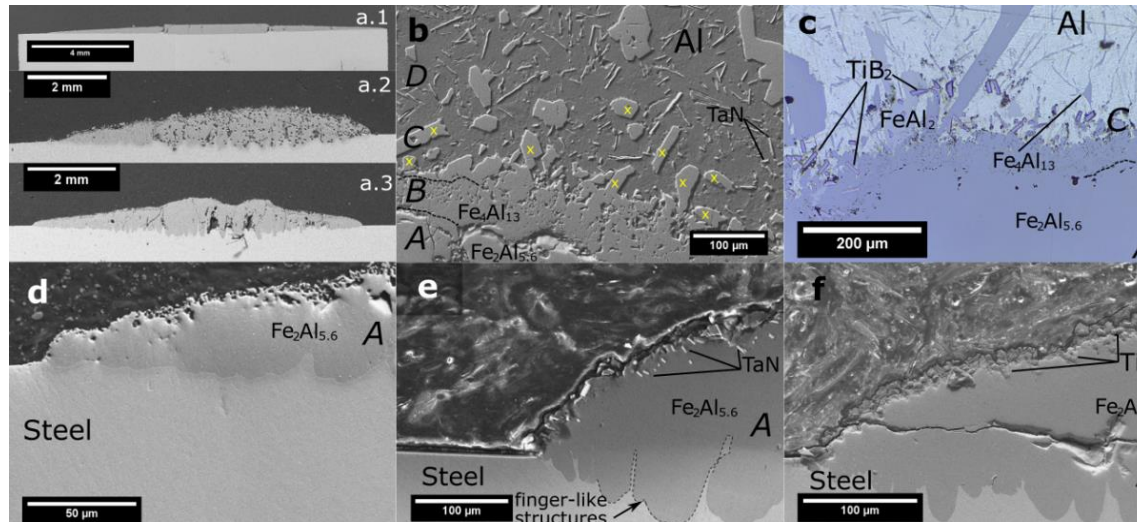 a.1
4 mm
2 mm
a.2
2 mm
a.3
b
Al
D
TaN
C
B
Fe₄Al₁₃
A
Fe₂Al₅.₆
100 µm
c
Al
TiB₂
FeAl₂
C
Fe₄Al₁₃
Fe₂Al₅.₆
200 µm
d
Fe₂Al₅.₆
A
Steel
50 µm
e
TaN
Fe₂Al₅.₆
A
Steel
100 µm
finger-like
structures
f
Steel
100 µm